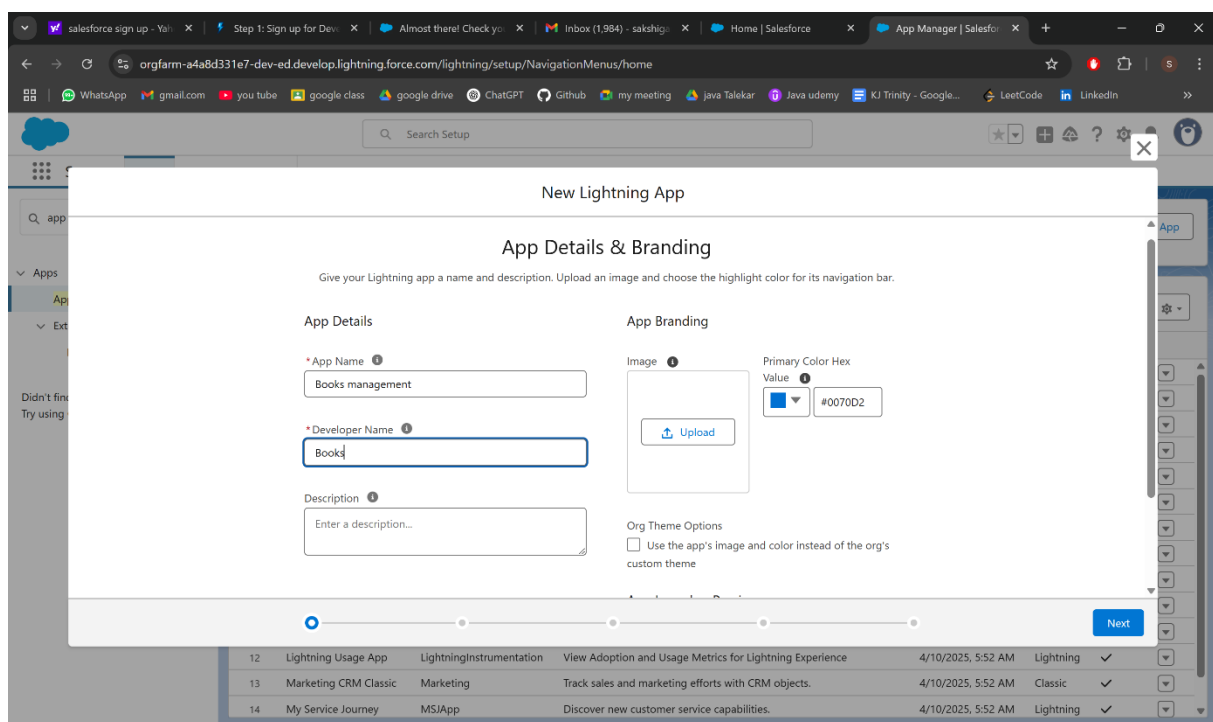 salesforce sign up - Yah
Step 1: Sign up for Deve
Almost there! Check yo
Inbox (1,984) - sakshiga
Home | Salesforce
App Manager | Salesfor
orgfarm-a4a8d331e7-dev-ed.develop.lightning.force.com/lightning/setup/NavigationMenus/home
S
WhatsApp
gmail.com
you tube
google class
google drive
ChatGPT
Github
my meeting
java Talekar
Java udemy
KJ Trinity - Google...
LeetCode
LinkedIn
Search Setup
New Lightning App
app
App
Apps
App
Ext
Didn't find
Try using
App Details & Branding
Give your Lightning app a name and description. Upload an image and choose the highlight color for its navigation bar.
App Details
App Branding
*App Name
Books management
Image
Primary Color Hex
Value
#0070D2
Upload
*Developer Name
Books
Description
Enter a description...
Org Theme Options
Use the app's image and color instead of the org's
custom theme
Next
12 Lightning Usage App LightningInstrumentation View Adoption and Usage Metrics for Lightning Experience 4/10/2025, 5:52 AM Lightning
13 Marketing CRM Classic Marketing Track sales and marketing efforts with CRM objects. 4/10/2025, 5:52 AM Classic
14 My Service Journey MSJApp Discover new customer service capabilities. 4/10/2025, 5:52 AM Lightning